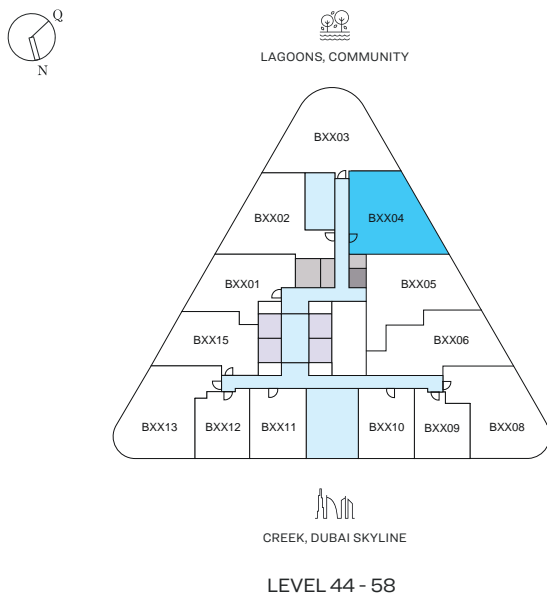 Q
N
LAGOONS, COMMUNITY
BXX03
BXX02
BXX04
BXX01
BXX05
BXX15
BXX06
BXX13
BXX12
BXX11
BXX10
BXX09
BXX08
CREEK, DUBAI SKYLINE
LEVEL 44 - 58